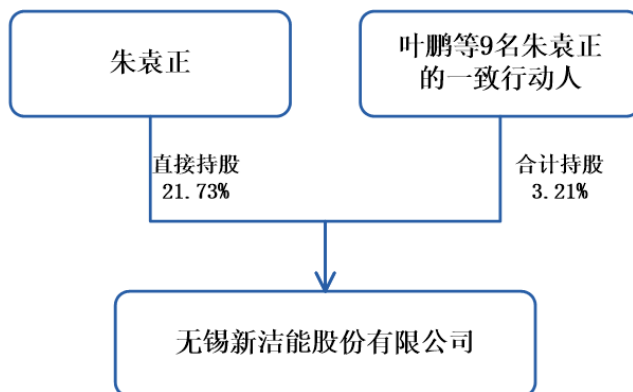 朱袁正
叶鹏等9名朱袁正
的一致行动人
直接持股
21.73%
合计持股
3.21%
无锡新洁能股份有限公司